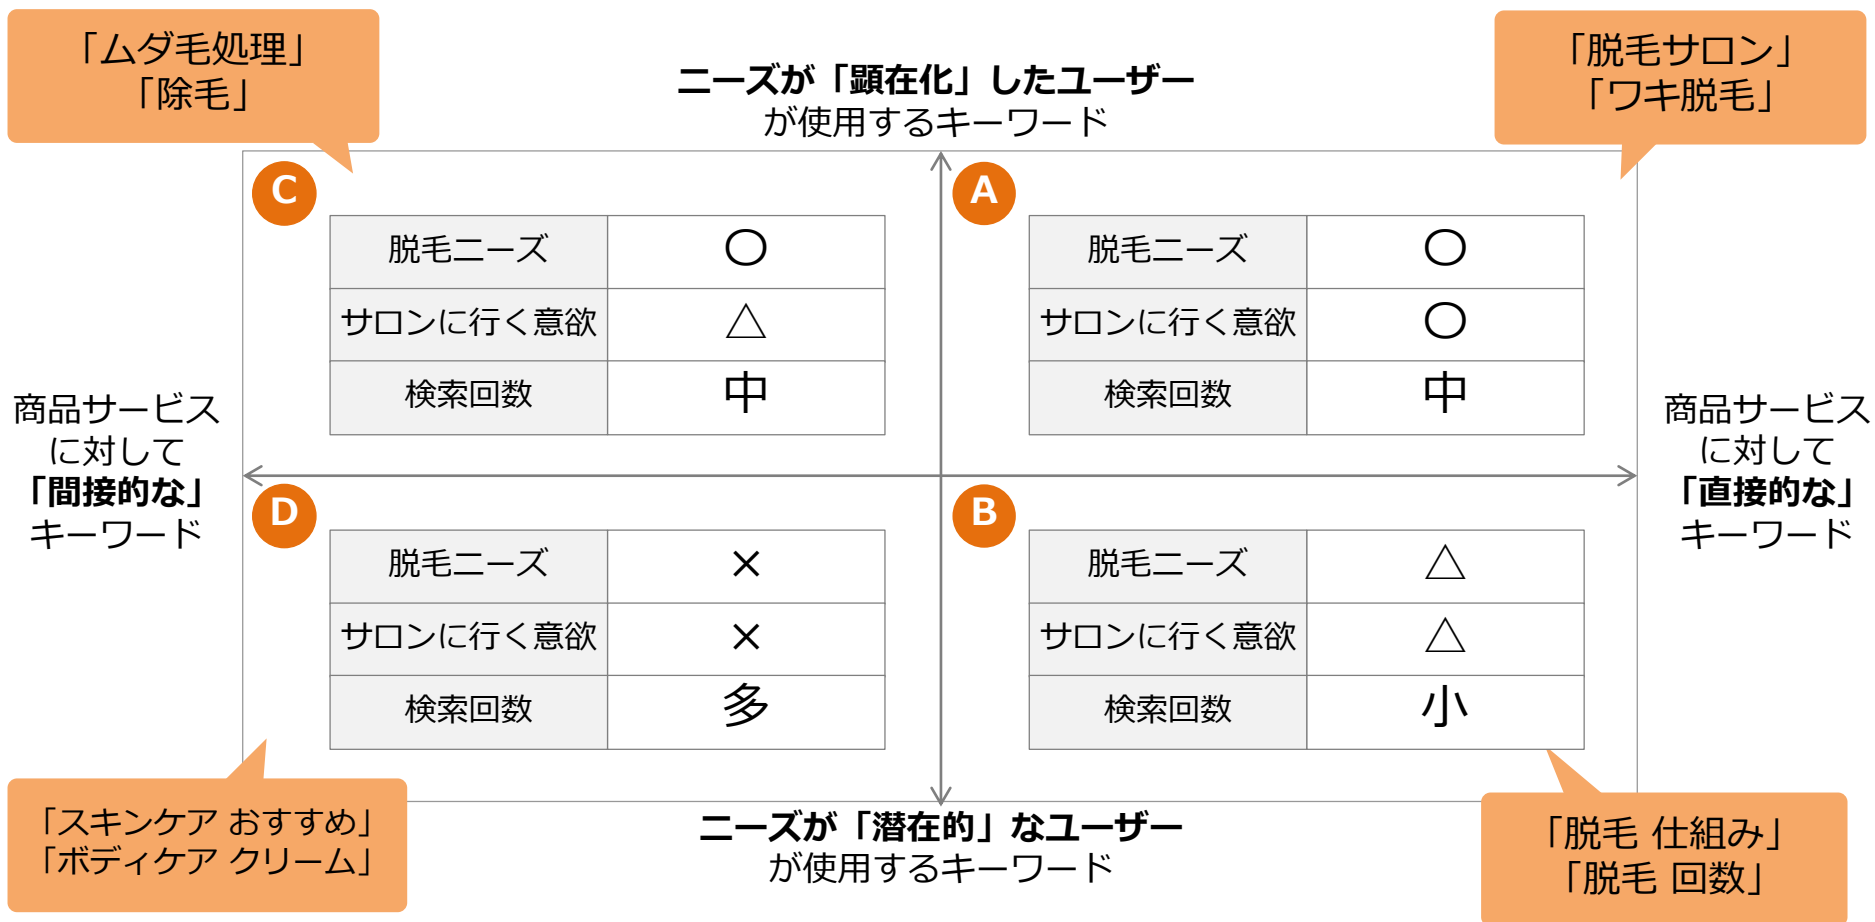 「ムダ毛処理」
「除毛」
ニーズが「顕在化」したユーザー
が使用するキーワード
「脱毛サロン」
「ワキ脱毛」
C
脱毛ニーズ 〇
サロンに行く意欲 △
検索回数 中
A
脱毛ニーズ 〇
サロンに行く意欲 〇
検索回数 中
商品サービス
に対して
「間接的な」
キーワード
商品サービス
に対して
「直接的な」
キーワード
D
脱毛ニーズ ×
サロンに行く意欲 ×
検索回数 多
B
脱毛ニーズ △
サロンに行く意欲 △
検索回数 小
「スキンケア おすすめ」
「ボディケア クリーム」
ニーズが「潜在的」なユーザー
が使用するキーワード
「脱毛 仕組み」
「脱毛 回数」